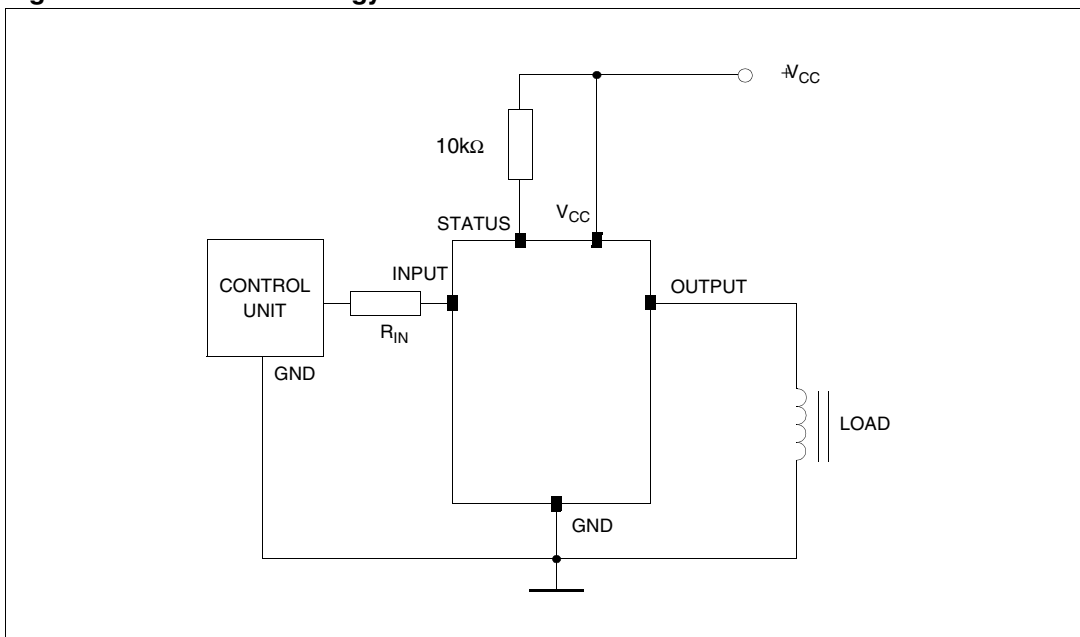 +VCC
10kΩ
STATUS
VCC
INPUT
CONTROL
UNIT
OUTPUT
RIN
GND
LOAD
GND